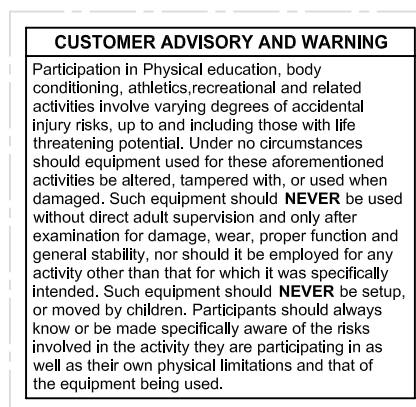 CUSTOMER ADVISORY AND WARNING
Participation in Physical education, body
conditioning, athletics,recreational and related
activities involve varying degrees of accidental
injury risks, up to and including those with life
threatening potential. Under no circumstances
should equipment used for these aforementioned
activities be altered, tampered with, or used when
damaged. Such equipment should NEVER be used
without direct adult supervision and only after
examination for damage, wear, proper function and
general stability, nor should it be employed for any
activity other than that for which it was specifically
intended. Such equipment should NEVER be setup,
or moved by children. Participants should always
know or be made specifically aware of the risks
involved in the activity they are participating in as
well as their own physical limitations and that of
the equipment being used.